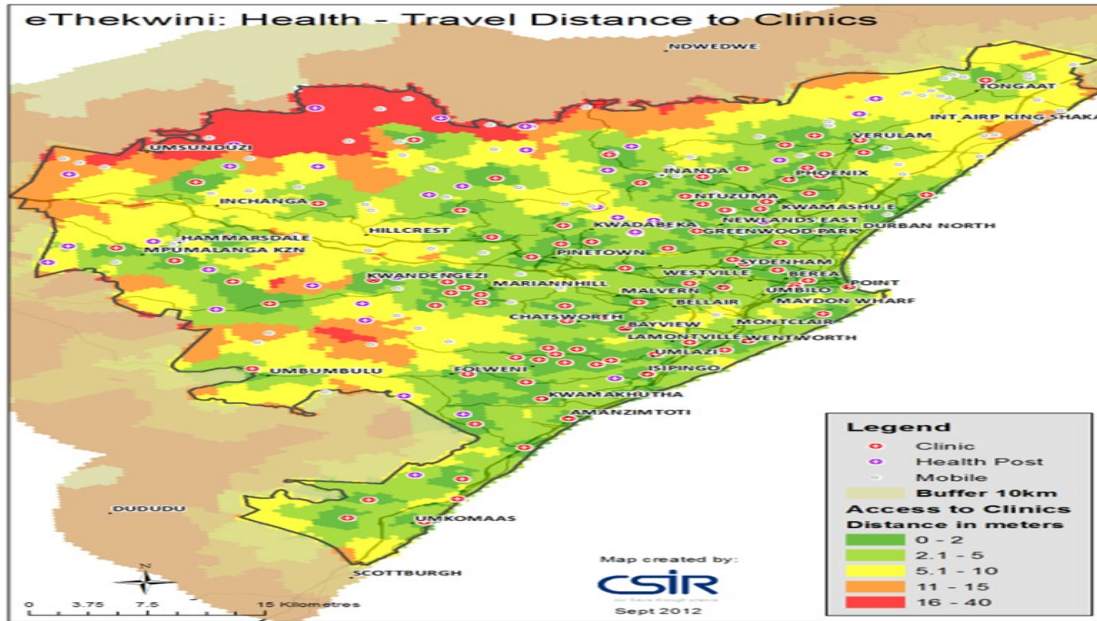 eThekwini: Health - Travel Distance to Clinics
NDWEDWE
TONGAAT
INT AIRP KING SHAKA
VERULAM
UMSUNDUZI
INANDA
PHOENIX
INCHANGA
NTUZUMA
KWAMASHU E
HILLCREST
KWADABEKA
NEWLANDS EAST
DURBAN NORTH
GREENWOOD PARK
HAMMARSDALE
MPUMALANGA KZN
PINETOWN
SYDENHAM
KWANDENGEZI
WESTVILLE
BEREA
MARIANNHILL
MALVERN
UMBILO
POINT
BELLAIR
MAYDON WHARF
CHATSWORTH
BAYVIEW
MONTCLAIR
LAMONTVILLE
WENTWORTH
UMLAZI
UMBUMBULU
FOLWENI
ISIPINGO
KWAMAKHUTHA
AMANZIMTOTI
DUDUDU
UMKOMAAS
SCOTTBURGH
N
0 3.75 7.5 15 Kilometres
Map created by:
CSIR
Sept 2012
Legend
Clinic
Health Post
Mobile
Buffer 10km
Access to Clinics
Distance in meters
0 - 2
2.1 - 5
5.1 - 10
11 - 15
16 - 40